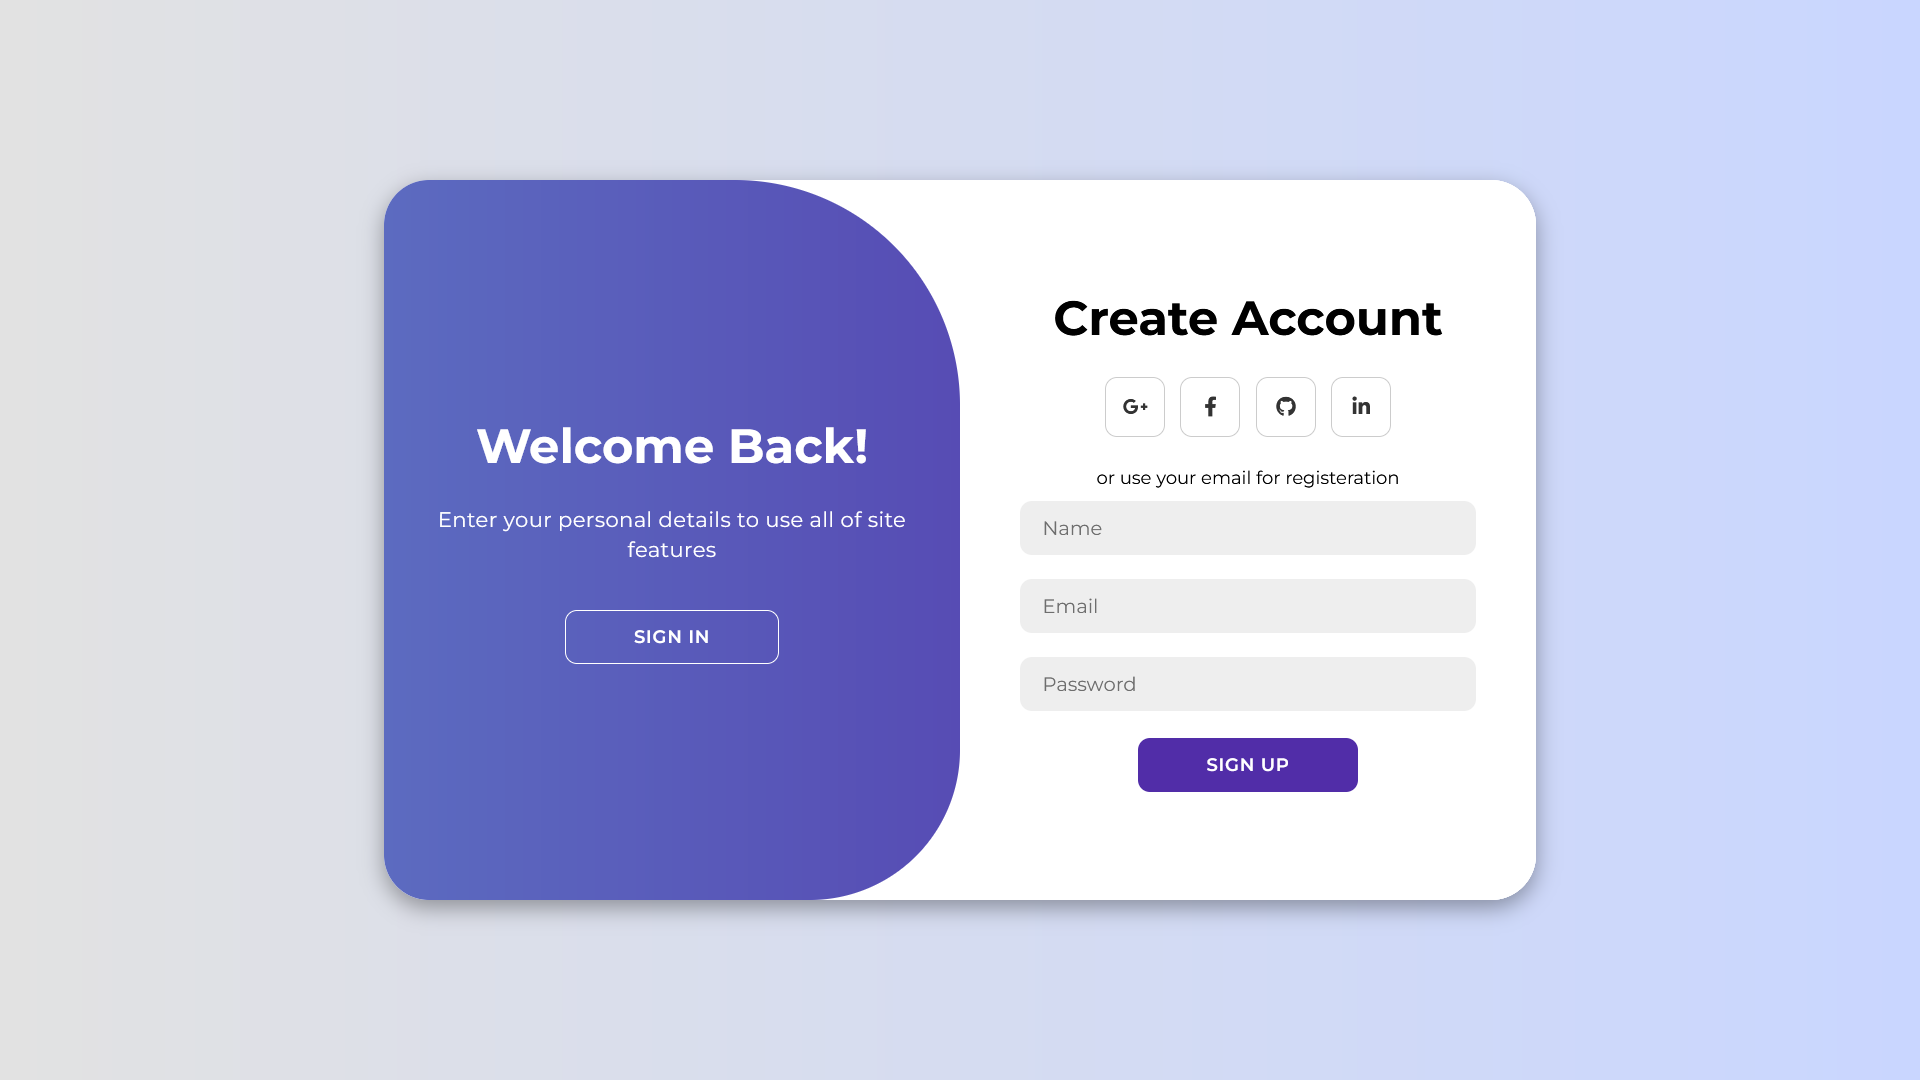 Welcome Back!
Enter your personal details to use all of site
features
SIGN IN
Create Account
or use your email for registeration
Name
Email
Password
SIGN UP